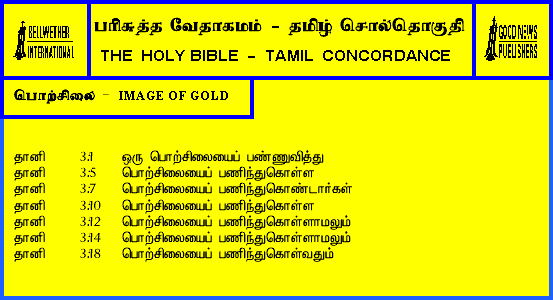 BELLWETHER
INTERNATIONAL
பரிசுத்த வேதாகமம் - தமிழ் சொல்தொகுதி
THE HOLY BIBLE - TAMIL CONCORDANCE
GOOD NEWS
PUBLISHERS
பொற்சிலை - IMAGE OF GOLD
தானி 3:1 ஒரு பொற்சிலையைப் பண்ணுவித்து
தானி 3:5 பொற்சிலையைப் பணிந்துகொள்ள
தானி 3:7 பொற்சிலையைப் பணிந்துகொண்டார்கள்
தானி 3:10 பொற்சிலையைப் பணிந்துகொள்ள
தானி 3:12 பொற்சிலையைப் பணிந்துகொள்ளாமலும்
தானி 3:14 பொற்சிலையைப் பணிந்துகொள்ளாமலும்
தானி 3:18 பொற்சிலையைப் பணிந்துகொள்வதும்